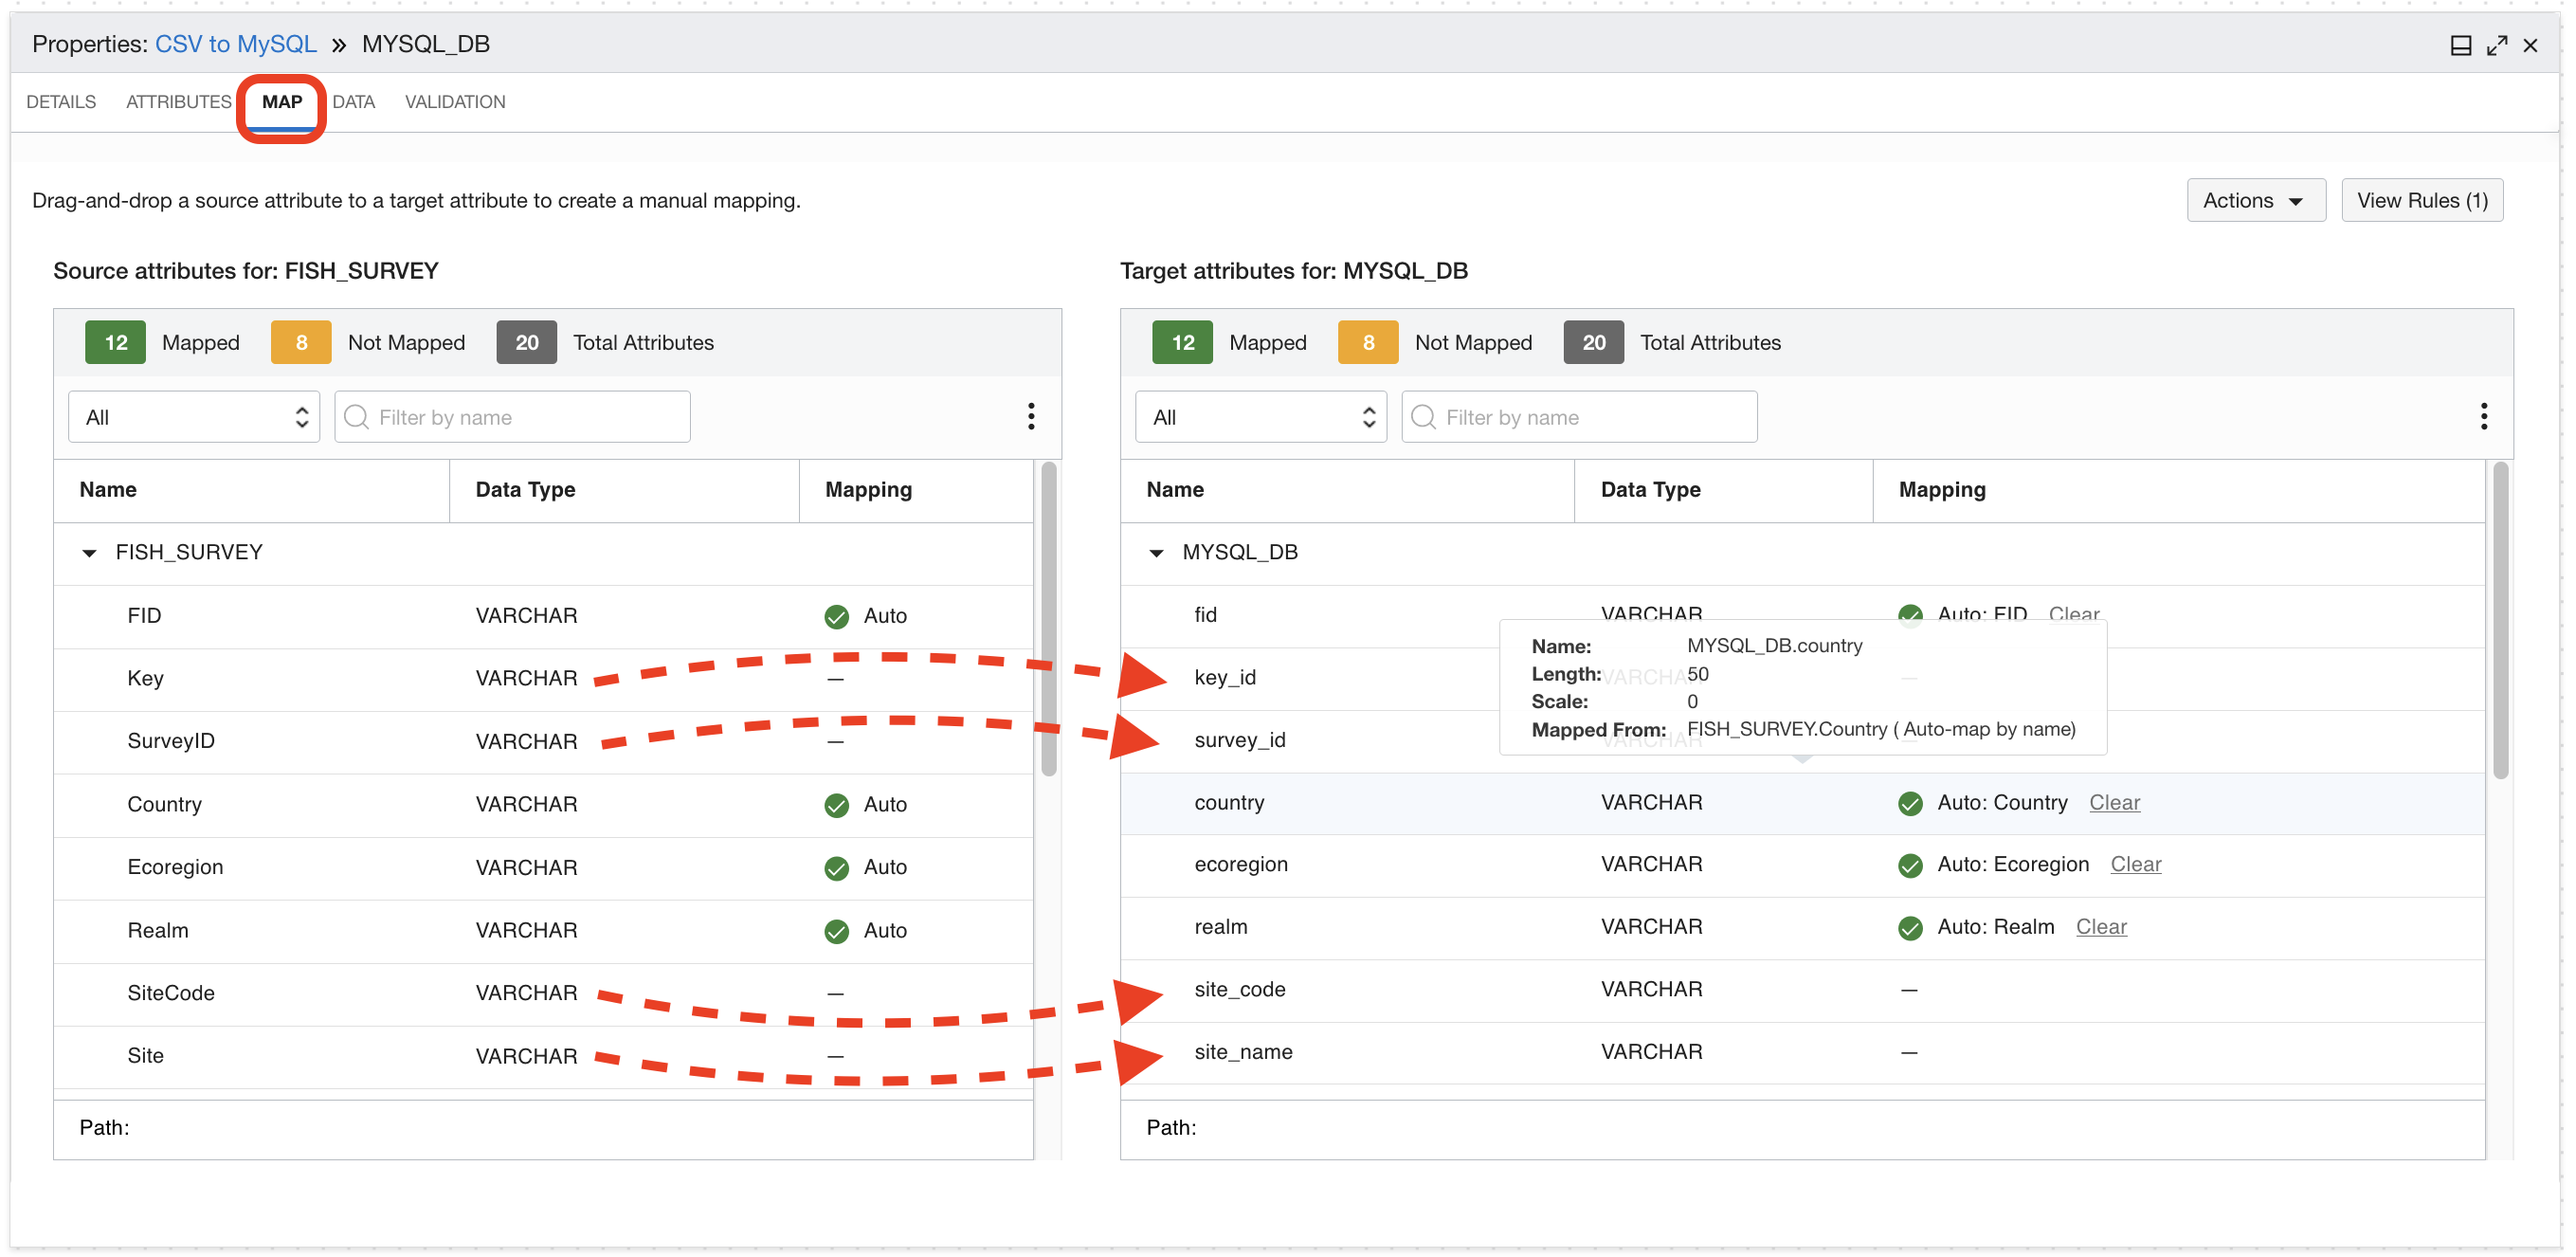 Properties: CSV to MySQL » MYSQL_DB
DETAILS ATTRIBUTES MAP DATA VALIDATION
Drag-and-drop a source attribute to a target attribute to create a manual mapping.
Actions View Rules (1)
Source attributes for: FISH_SURVEY
12 Mapped 8 Not Mapped 20 Total Attributes
All Filter by name
Name Data Type Mapping
FISH_SURVEY
FID VARCHAR Auto
Key VARCHAR —
SurveyID VARCHAR —
Country VARCHAR Auto
Ecoregion VARCHAR Auto
Realm VARCHAR Auto
SiteCode VARCHAR —
Site VARCHAR —
Path:
Target attributes for: MYSQL_DB
12 Mapped 8 Not Mapped 20 Total Attributes
All Filter by name
Name Data Type Mapping
MYSQL_DB
fid VARCHAR Auto: FID Clear
key_id VARCHAR —
survey_id VARCHAR —
Name: MYSQL_DB.country
Length: 50
Scale: 0
Mapped From: FISH_SURVEY.Country ( Auto-map by name)
country VARCHAR Auto: Country Clear
ecoregion VARCHAR Auto: Ecoregion Clear
realm VARCHAR Auto: Realm Clear
site_code VARCHAR —
site_name VARCHAR —
Path: